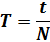 T = t/N